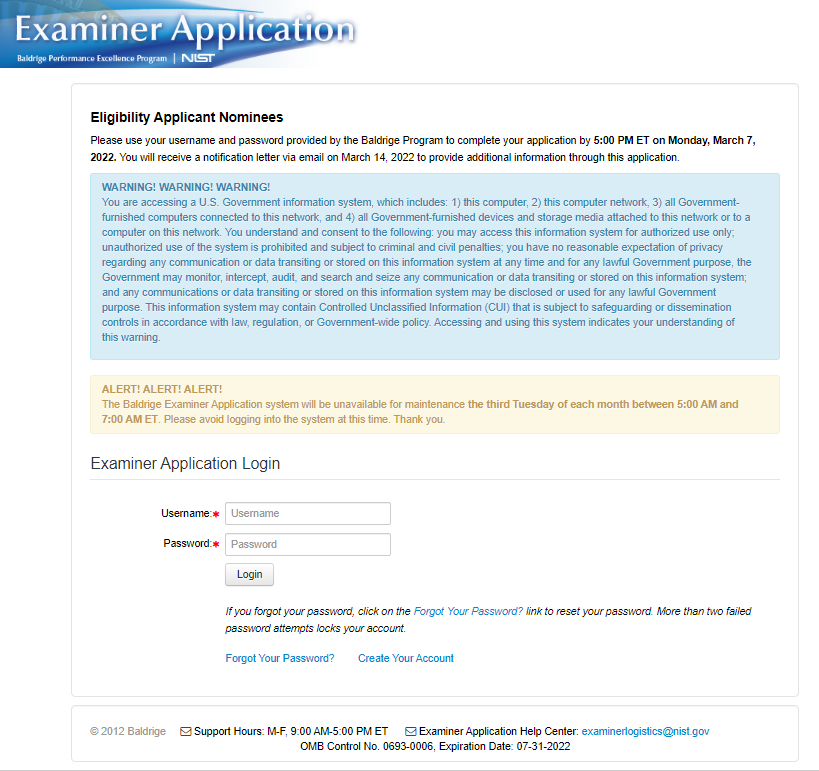 Examiner Application
Baldrige Performance Excellence Program | NIST
Eligibility Applicant Nominees
Please use your username and password provided by the Baldrige Program to complete your application by 5:00 PM ET on Monday, March 7,
2022. You will receive a notification letter via email on March 14, 2022 to provide additional information through this application.
WARNING! WARNING! WARNING!
You are accessing a U.S. Government information system, which includes: 1) this computer, 2) this computer network, 3) all Government-
furnished computers connected to this network, and 4) all Government-furnished devices and storage media attached to this network or to a
computer on this network. You understand and consent to the following: you may access this information system for authorized use only;
unauthorized use of the system is prohibited and subject to criminal and civil penalties; you have no reasonable expectation of privacy
regarding any communication or data transiting or stored on this information system at any time and for any lawful Government purpose, the
Government may monitor, intercept, audit, and search and seize any communication or data transiting or stored on this information system;
and any communications or data transiting or stored on this information system may be disclosed or used for any lawful Government
purpose. This information system may contain Controlled Unclassified Information (CUI) that is subject to safeguarding or dissemination
controls in accordance with law, regulation, or Government-wide policy. Accessing and using this system indicates your understanding of
this warning.
ALERT! ALERT! ALERT!
The Baldrige Examiner Application system will be unavailable for maintenance the third Tuesday of each month between 5:00 AM and
7:00 AM ET. Please avoid logging into the system at this time. Thank you.
Examiner Application Login
Username:* Username
Password:* Password
Login
If you forgot your password, click on the Forgot Your Password? link to reset your password. More than two failed
password attempts locks your account.
Forgot Your Password? Create Your Account
© 2012 Baldrige Support Hours: M-F, 9:00 AM-5:00 PM ET Examiner Application Help Center: examinerlogistics@nist.gov
OMB Control No. 0693-0006, Expiration Date: 07-31-2022